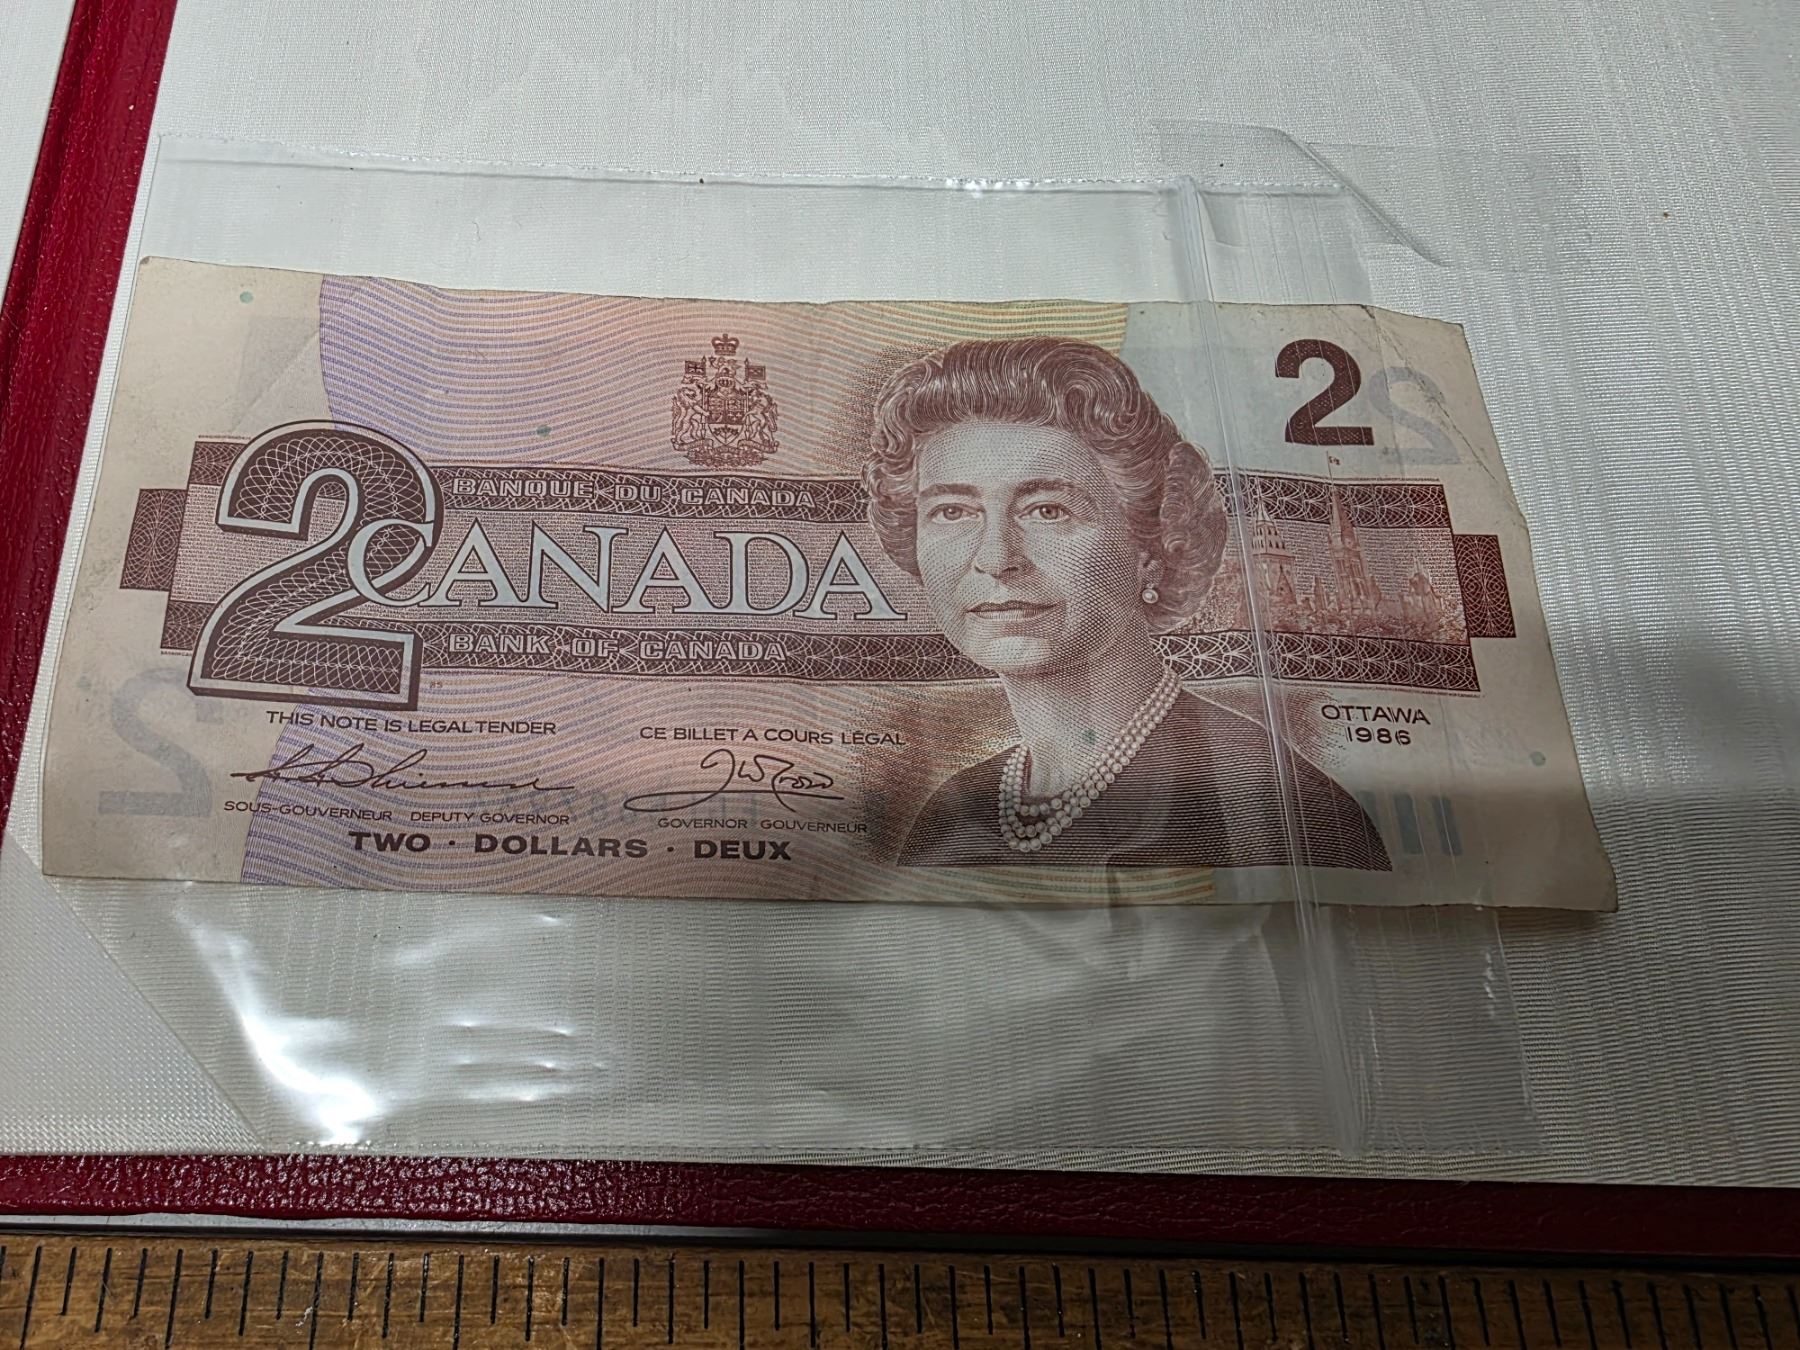 2
BANQUE DU CANADA
2 CANADA
BANK OF CANADA
THIS NOTE IS LEGAL TENDER
CE BILLET A COURS LÉGAL
OTTAWA
1986
SOUS-GOUVERNEUR DEPUTY GOVERNOR
GOVERNOR GOUVERNEUR
TWO · DOLLARS · DEUX